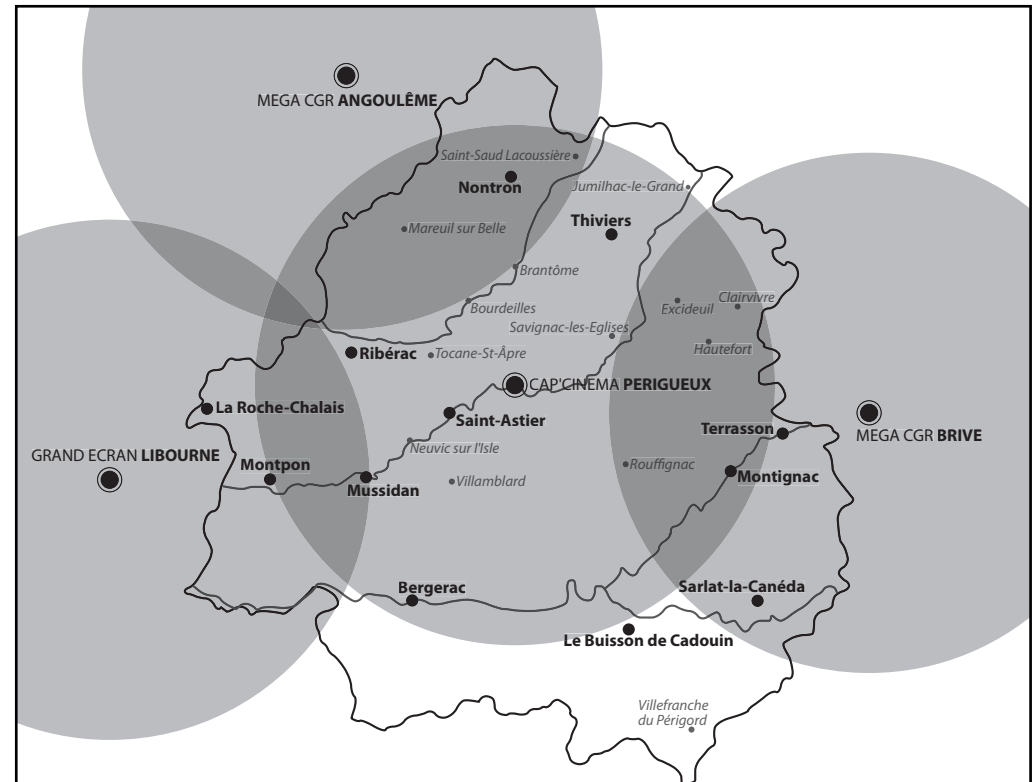 MEGA CGR ANGOULÊME
Saint-Saud Lacoussière
Nontron
Jumilhac-le-Grand
Thiviers
Mareuil sur Belle
Brantôme
Bourdeilles
Excideuil
Clairvivre
Savignac-les-Eglises
Hautefort
Ribérac
Tocane-St-Âpre
CAP'CINEMA PERIGUEUX
La Roche-Chalais
Saint-Astier
Terrasson
MEGA CGR BRIVE
GRAND ECRAN LIBOURNE
Neuvic sur l'Isle
Montpon
Mussidan
Villamblard
Rouffignac
Montignac
Bergerac
Sarlat-la-Canéda
Le Buisson de Cadouin
Villefranche
du Périgord